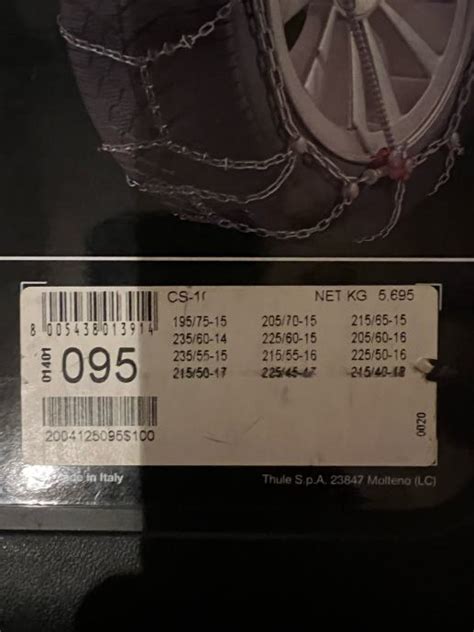 CS-10 NET KG 5,695
195/75-15 205/70-15 215/65-15
235/60-14 225/60-15 205/60-16
235/55-15 215/55-16 225/50-16
215/50-17 225/45-17 215/40-18
8 005438 013914
01401
095
2004125095S100
0020
Made in Italy
Thule S.p.A. 23847 Molteno (LC)